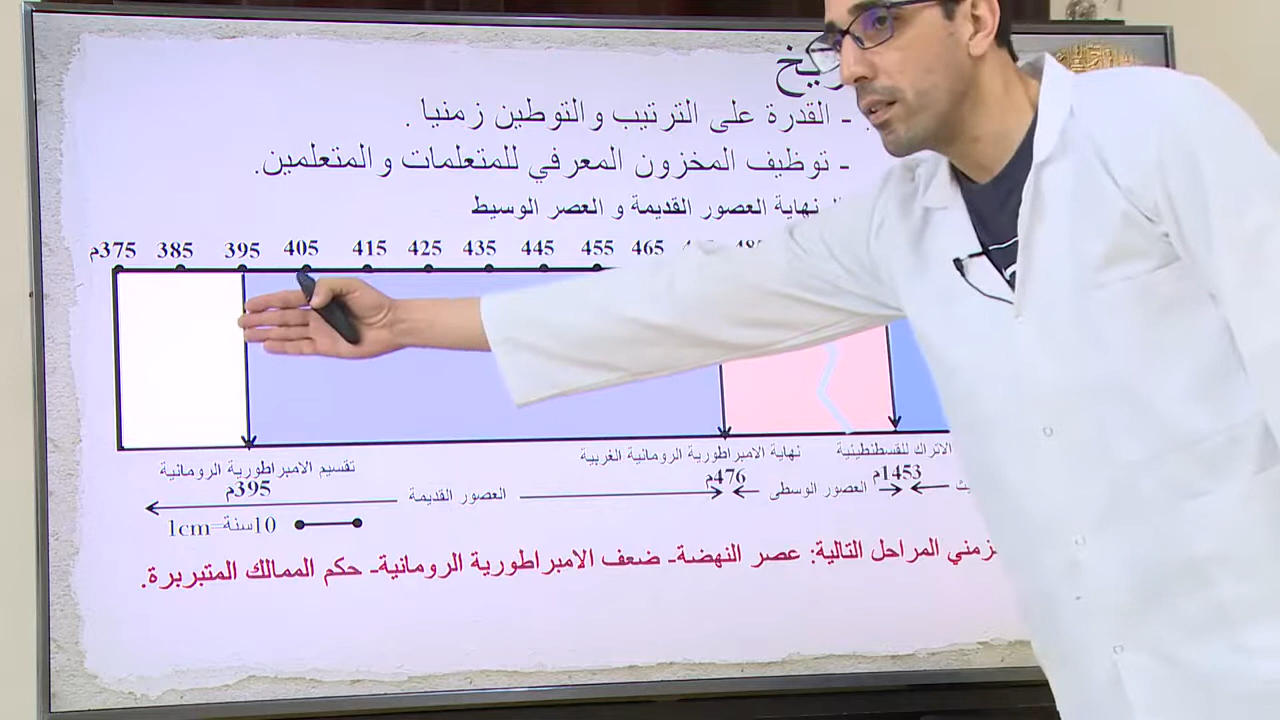 - القدرة على الترتيب والتوطين زمنيا .
- توظيف المخزون المعرفي للمتعلمات والمتعلمين.
نهاية العصور القديمة و العصر الوسيط
375م 385 395 405 415 425 435 445 455 465
تقسيم الامبراطورية الرومانية
395م
نهاية الامبراطورية الرومانية الغربية
476م
الاتراك للقسطنطينية
1453م
العصور القديمة
العصور الوسطى
1cm=10سنة
المراحل التالية: عصر النهضة- ضعف الامبراطورية الرومانية- حكم الممالك المتبربرة.